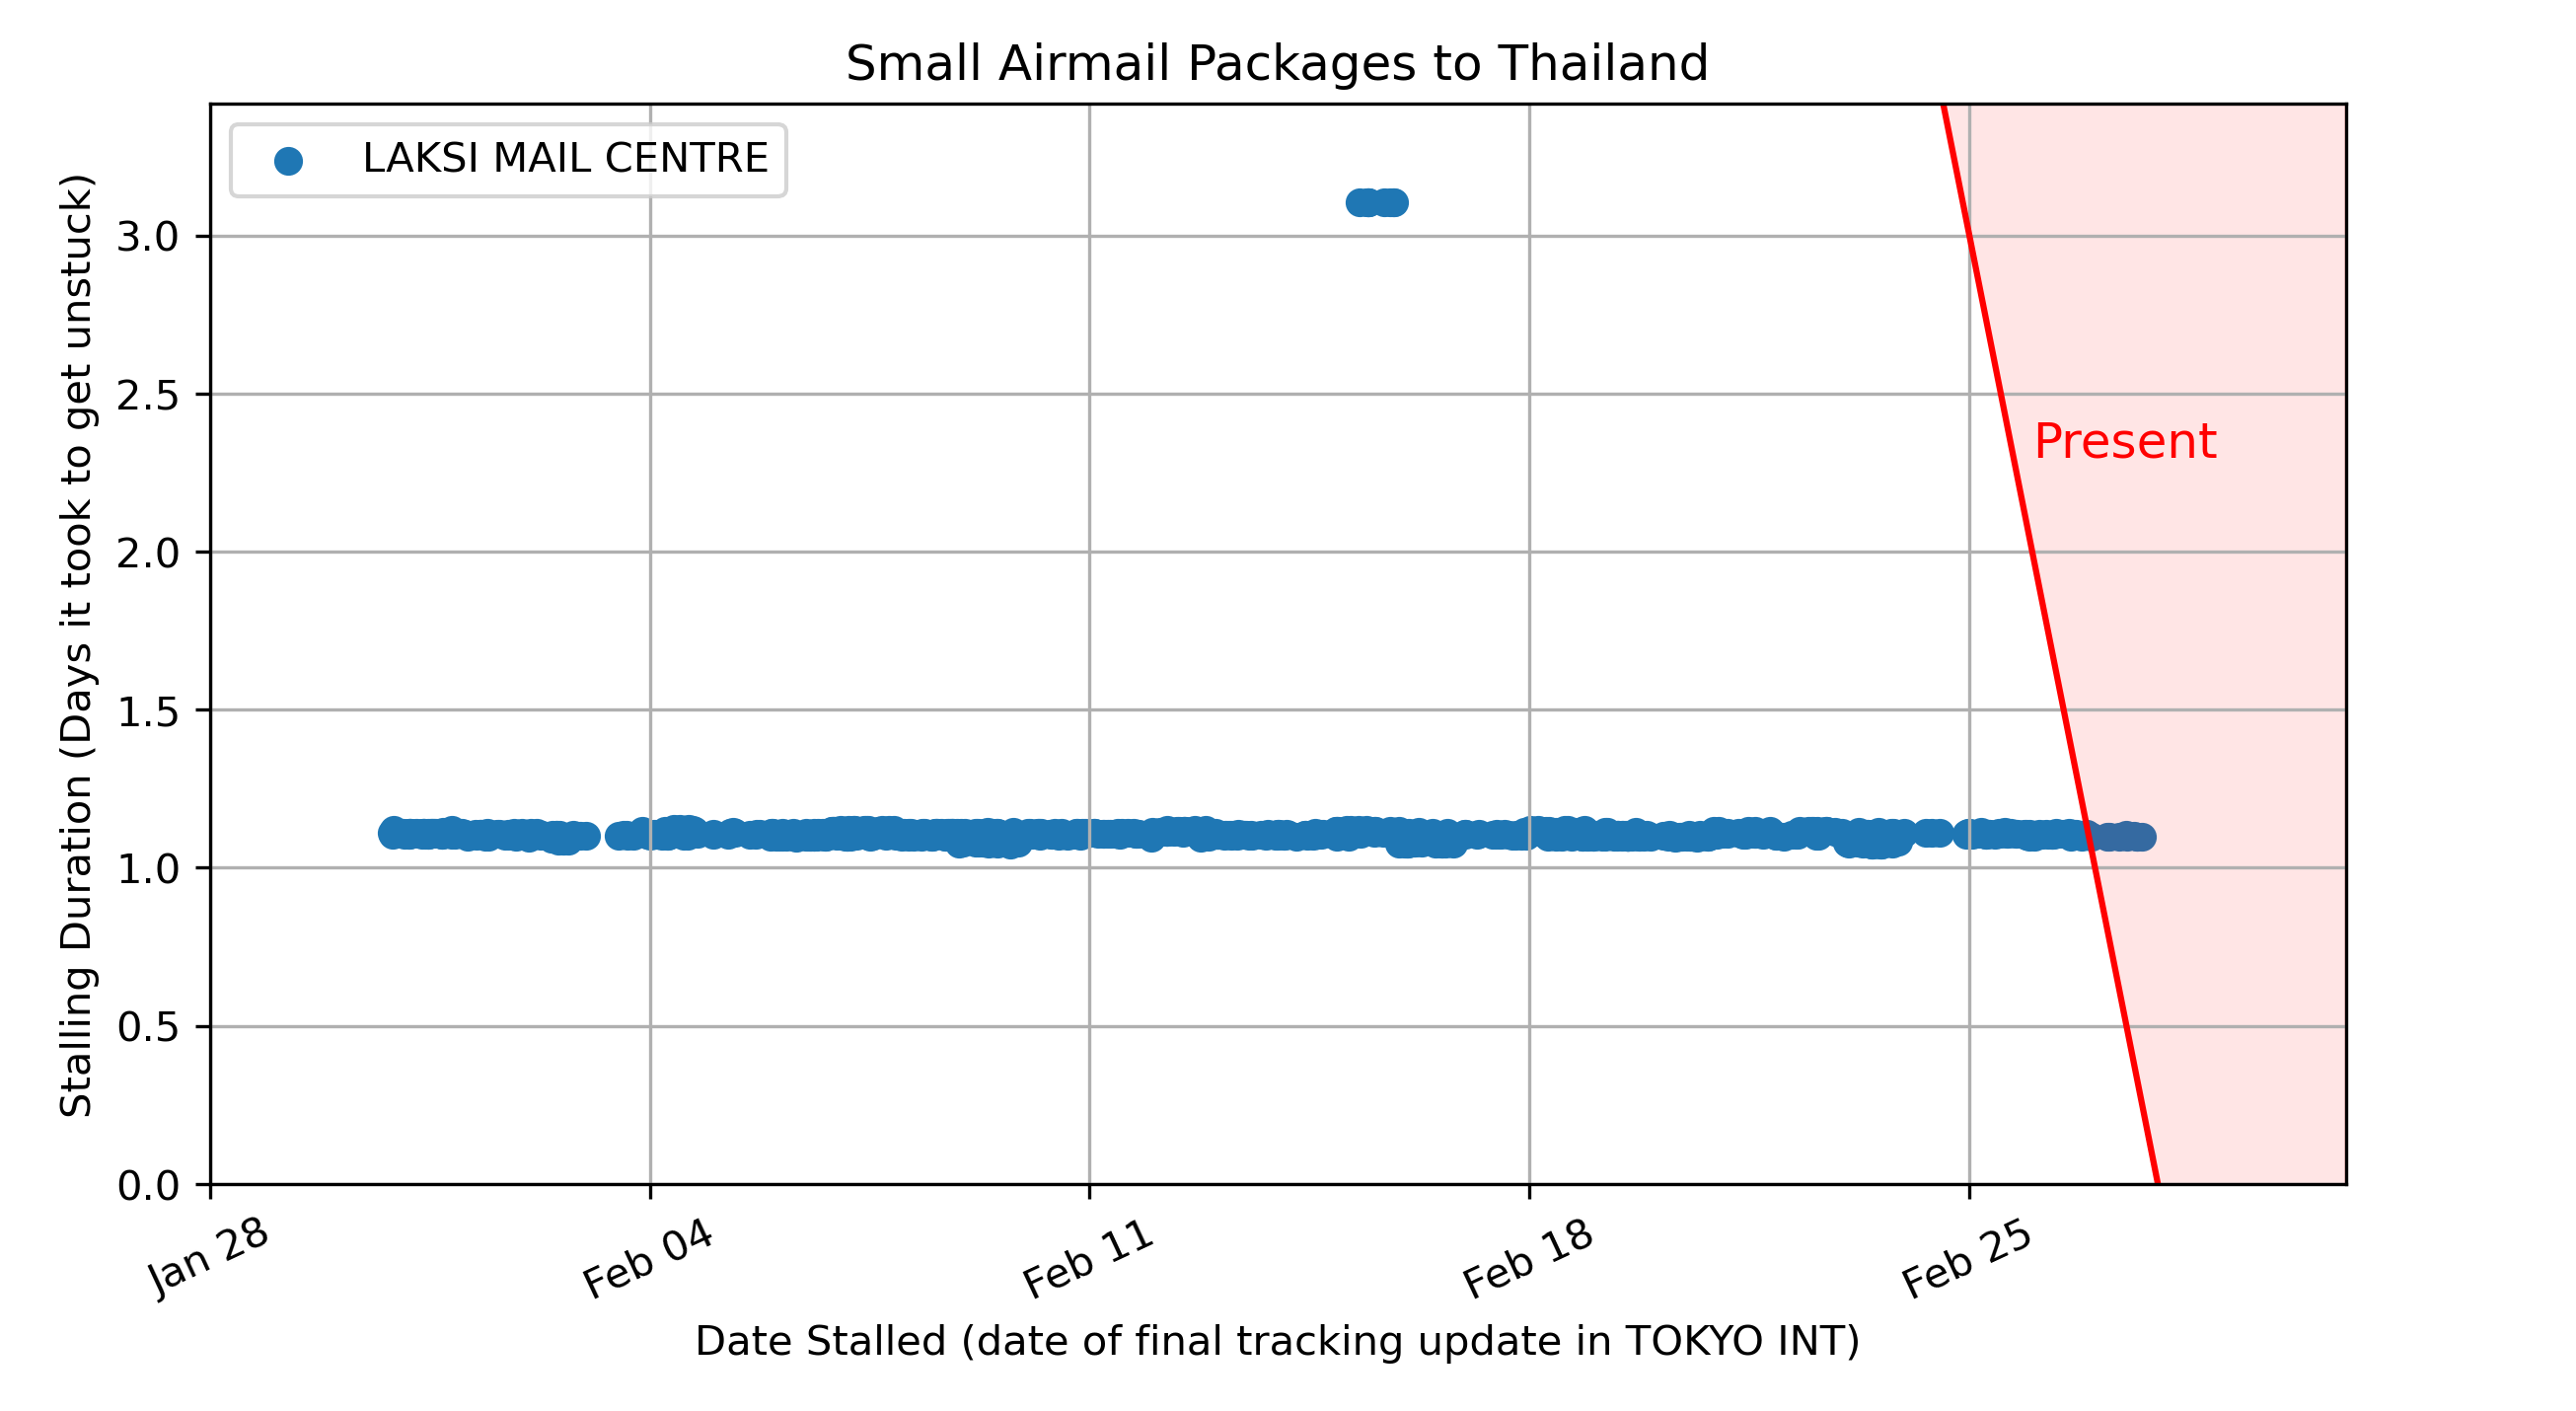 Small Airmail Packages to Thailand
LAKSI MAIL CENTRE
Present
Stalling Duration (Days it took to get unstuck)
3.0
2.5
2.0
1.5
1.0
0.5
0.0
Jan 28
Feb 04
Feb 11
Feb 18
Feb 25
Date Stalled (date of final tracking update in TOKYO INT)